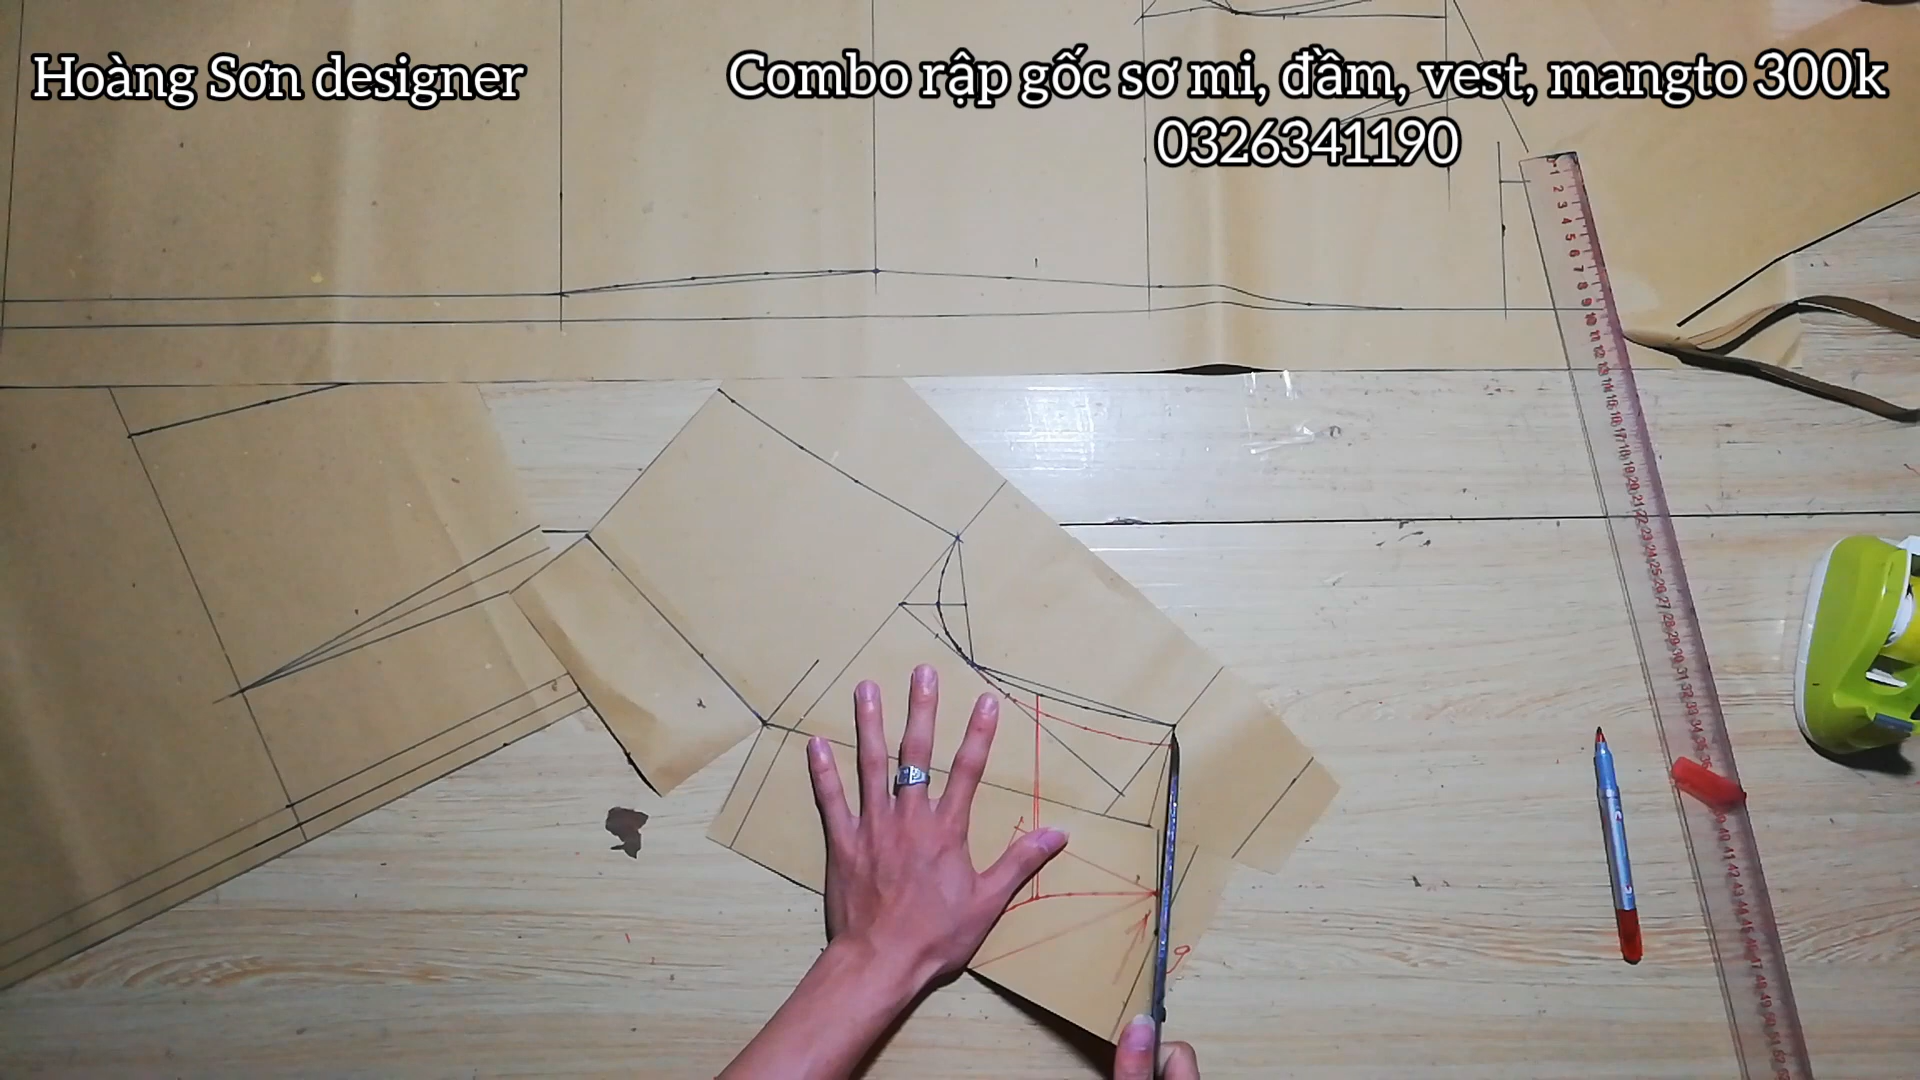 Hoàng Sơn designer
Combo rập gốc sơ mi, đầm, vest, mangto 300k
0326341190